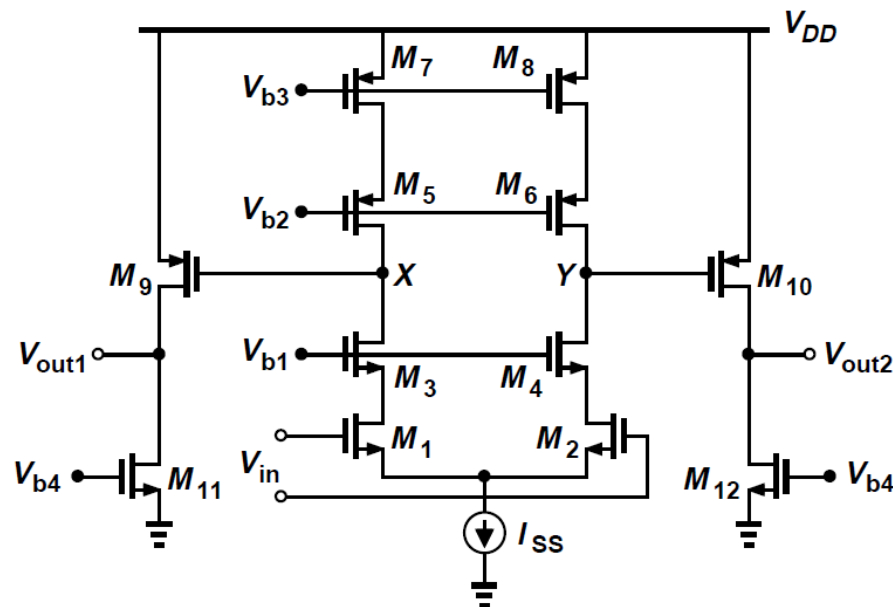 V_DD
V_b3
M_7
M_8
V_b2
M_5
M_6
M_9
X
Y
M_10
V_out1
V_b1
M_3
M_4
V_out2
V_in
M_1
M_2
V_b4
M_11
M_12
V_b4
I_SS